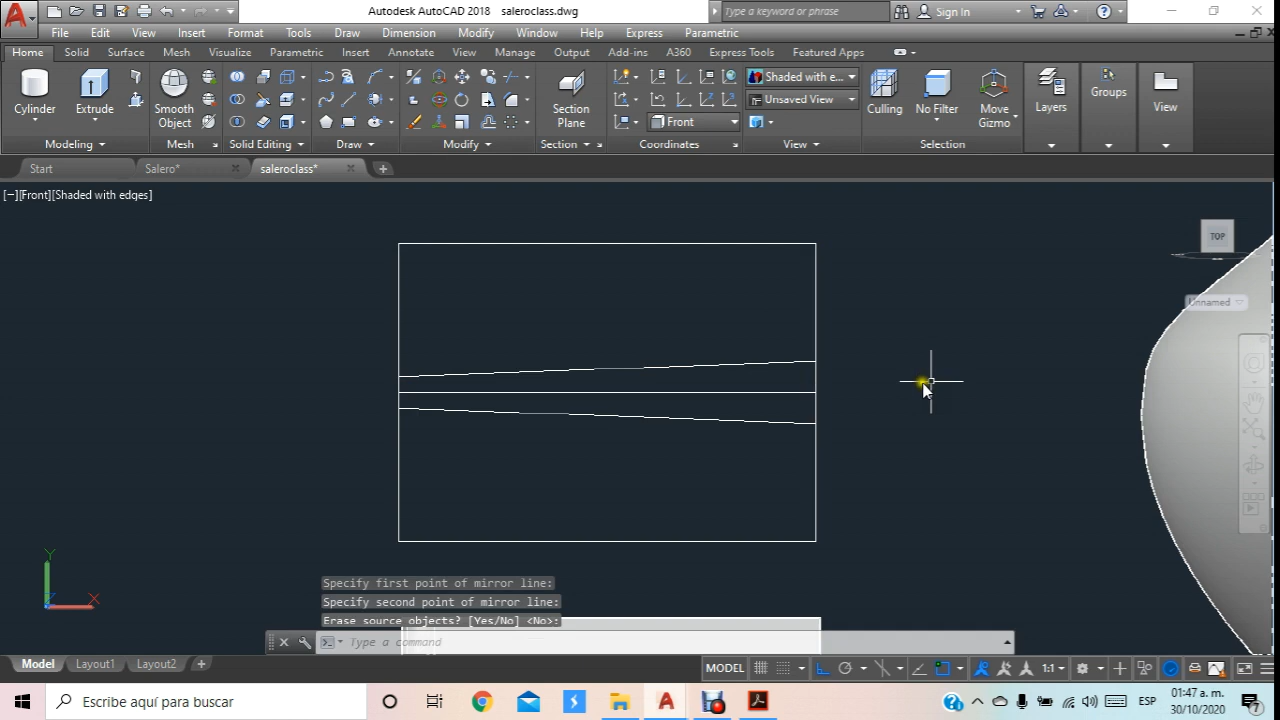 Autodesk AutoCAD 2018 saleroclass.dwg
Type a keyword or phrase
Sign In
File Edit View Insert Format Tools Draw Dimension Modify Window Help Express Parametric
Home Solid Surface Mesh Visualize Parametric Insert Annotate View Manage Output Add-ins A360 Express Tools Featured Apps
Shaded with e...
Unsaved View
Front
Cylinder Extrude Smooth Object Section Plane Culling No Filter Move Gizmo Layers Groups View
Modeling Mesh Solid Editing Draw Modify Section Coordinates View Selection
Start Salero* saleroclass*
[−][Front][Shaded with edges]
TOP
Unnamed
Y
X
Specify first point of mirror line:
Specify second point of mirror line:
Erase source objects? [Yes/No] <No>:
Type a command
Model Layout1 Layout2
MODEL 1:1
Escribe aquí para buscar
ESP
01:47 a. m.
30/10/2020
7